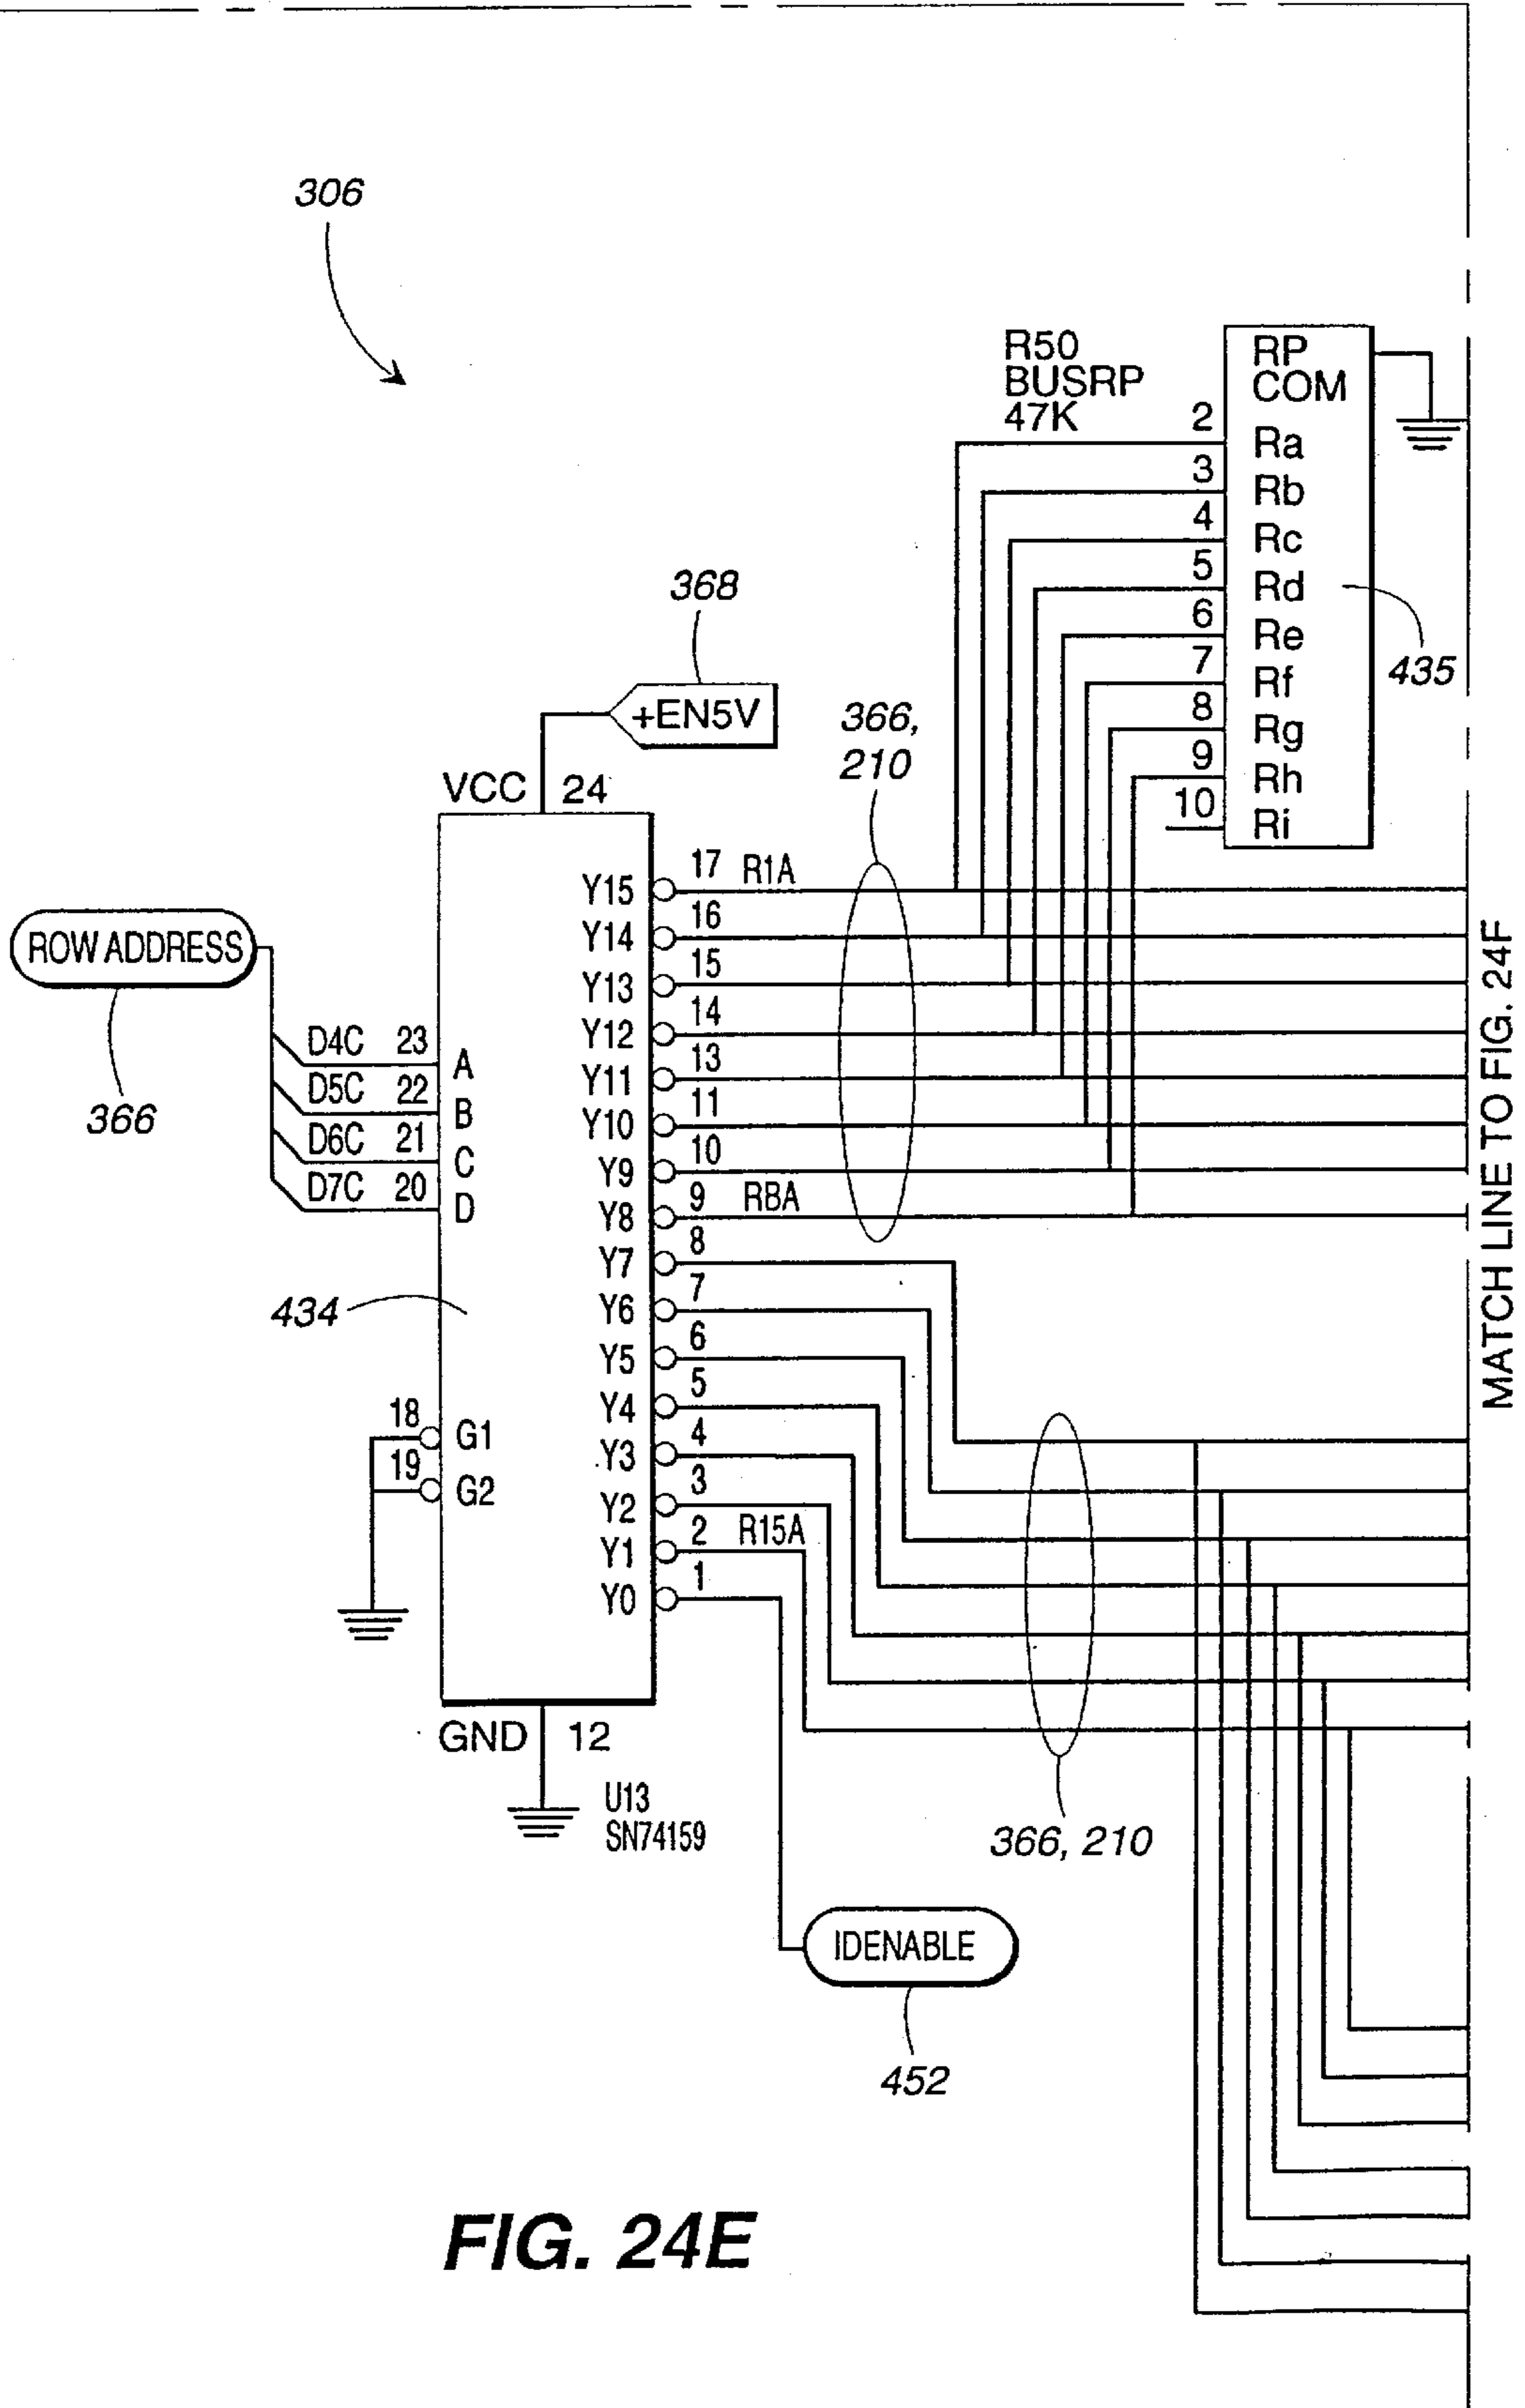 306
R50
BUSRP
47K
RP
COM
2 Ra
3 Rb
4 Rc
5 Rd
6 Re
7 Rf
8 Rg
9 Rh
10 Ri
435
368
+EN5V
366,
210
VCC 24
ROW ADDRESS
366
D4C 23 A
D5C 22 B
D6C 21 C
D7C 20 D
434
18 G1
19 G2
Y15 17 R1A
Y14 16
Y13 15
Y12 14
Y11 13
Y10 11
Y9 10
Y8 9 R8A
Y7 8
Y6 7
Y5 6
Y4 5
Y3 4
Y2 3
Y1 2 R15A
Y0 1
GND 12
U13
SN74159
366, 210
IDENABLE
452
MATCH LINE TO FIG. 24F
FIG. 24E